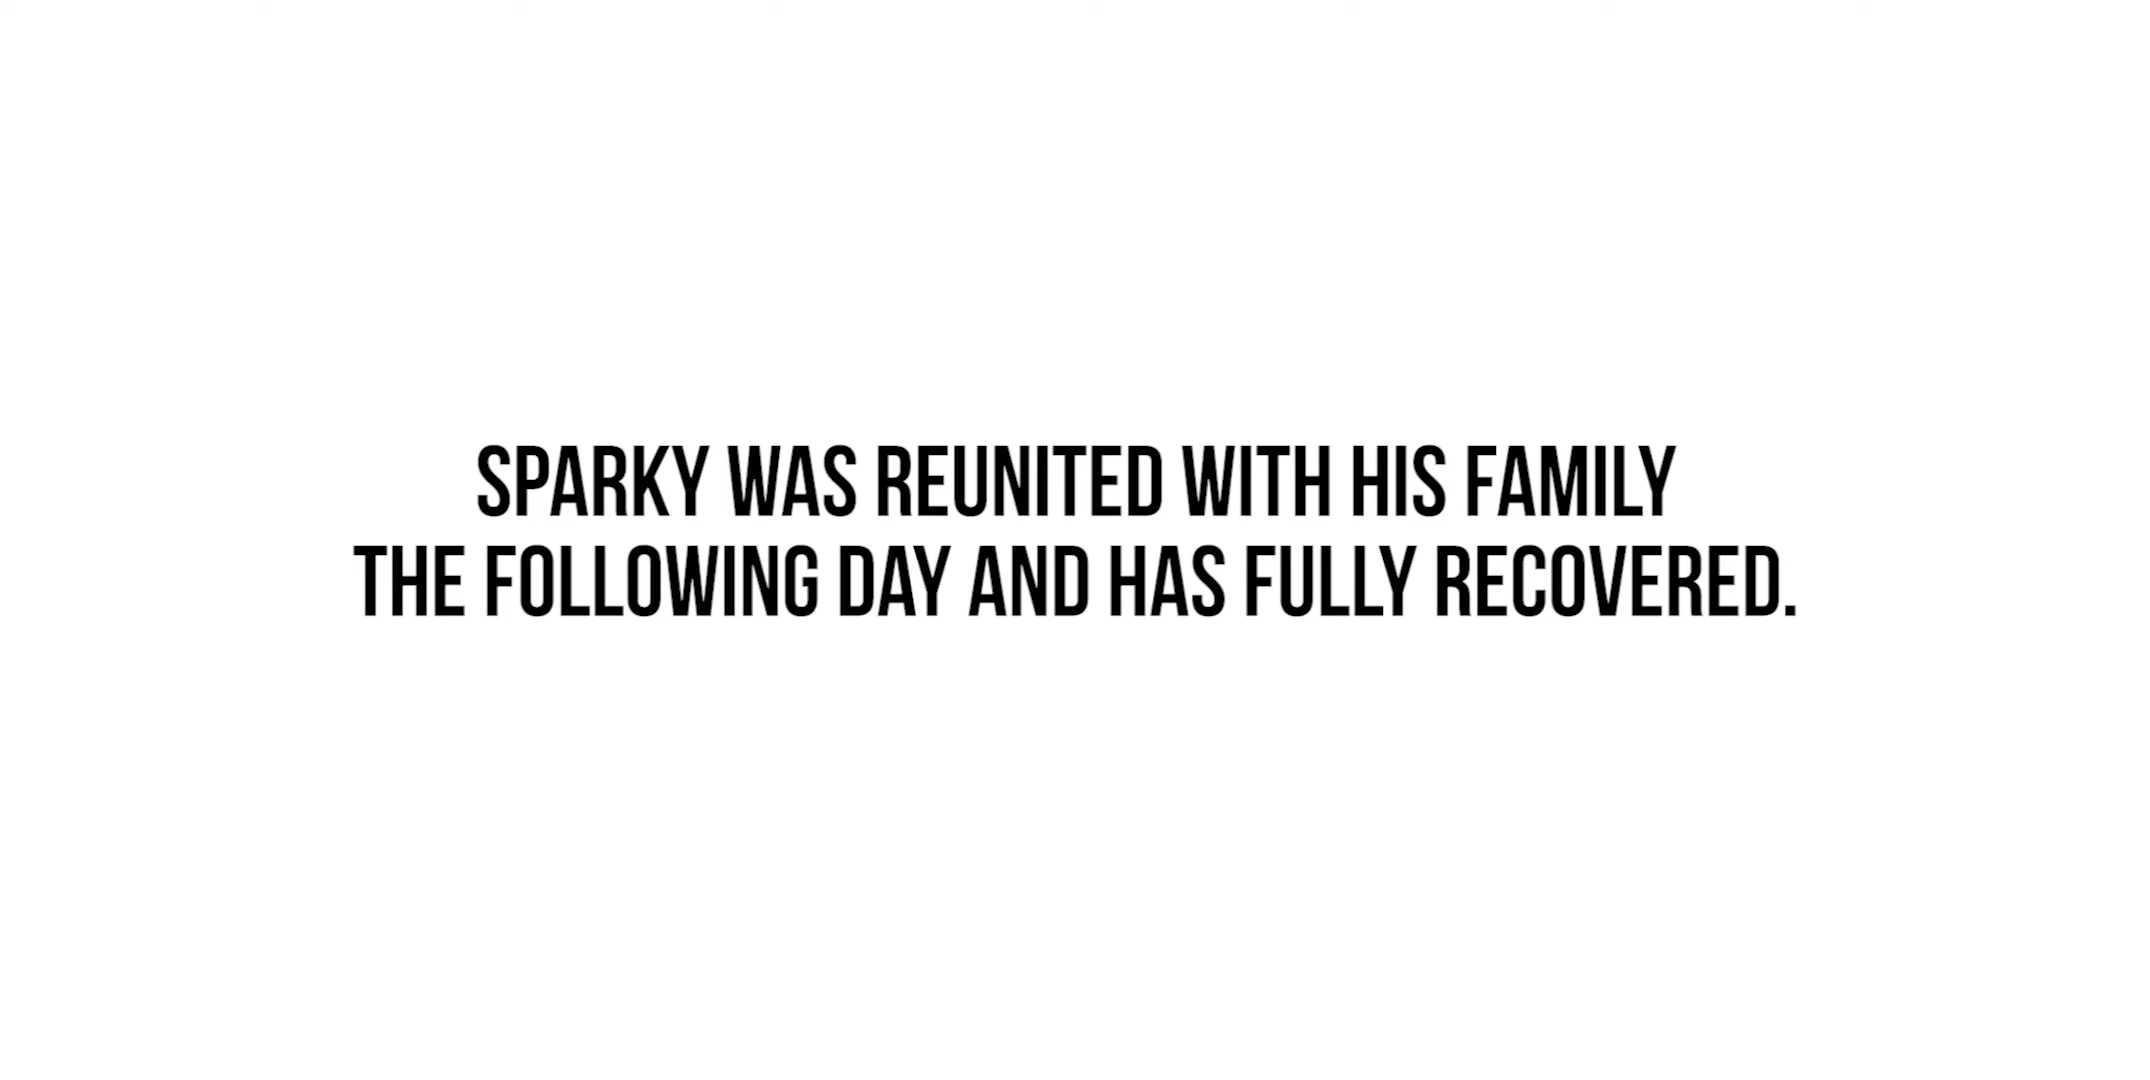 SPARKY WAS REUNITED WITH HIS FAMILY
THE FOLLOWING DAY AND HAS FULLY RECOVERED.